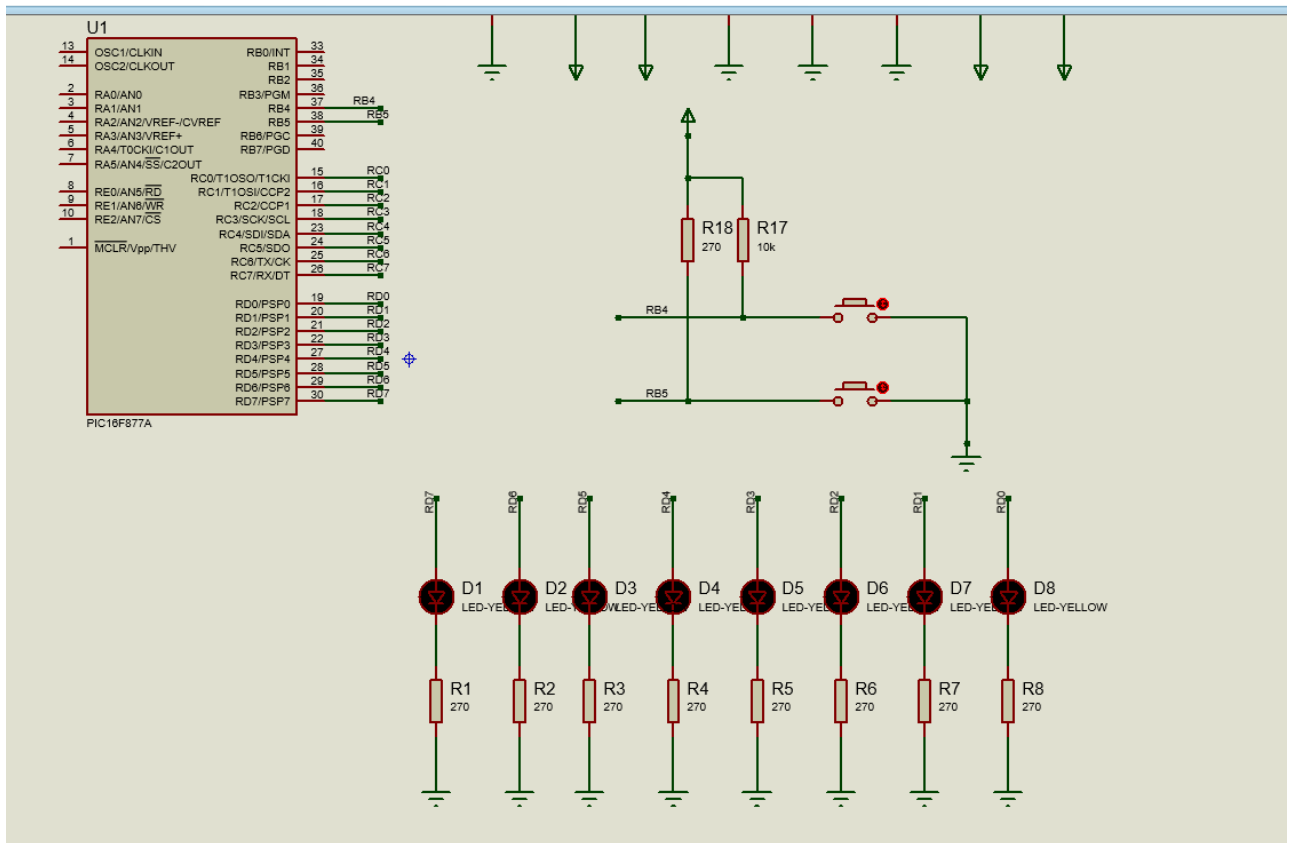 U1
13 OSC1/CLKIN RB0/INT 33
14 OSC2/CLKOUT RB1 34
RB2 35
2 RA0/AN0 RB3/PGM 36
3 RA1/AN1 RB4 37 RB4
4 RA2/AN2/VREF-/CVREF RB5 38 RB5
5 RA3/AN3/VREF+ RB6/PGC 39
6 RA4/T0CKI/C1OUT RB7/PGD 40
7 RA5/AN4/SS/C2OUT
RC0/T1OSO/T1CKI 15 RC0
8 RE0/AN5/RD RC1/T1OSI/CCP2 16 RC1
9 RE1/AN6/WR RC2/CCP1 17 RC2
10 RE2/AN7/CS RC3/SCK/SCL 18 RC3
RC4/SDI/SDA 23 RC4
1 MCLR/Vpp/THV RC5/SDO 24 RC5
RC6/TX/CK 25 RC6
RC7/RX/DT 26 RC7
RD0/PSP0 19 RD0
RD1/PSP1 20 RD1
RD2/PSP2 21 RD2
RD3/PSP3 22 RD3
RD4/PSP4 27 RD4
RD5/PSP5 28 RD5
RD6/PSP6 29 RD6
RD7/PSP7 30 RD7
PIC16F877A
R18 R17
270 10k
RB4
RB5
RD7 RD6 RD5 RD4 RD3 RD2 RD1 RD0
D1 D2 D3 D4 D5 D6 D7 D8
LED-YELLOW
R1 R2 R3 R4 R5 R6 R7 R8
270 270 270 270 270 270 270 270